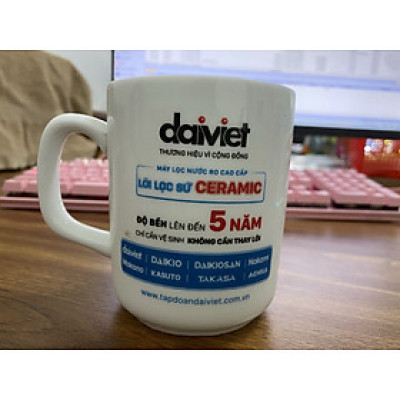 daiviet
THƯƠNG HIỆU VÌ CỘNG ĐỒNG
MÁY LỌC NƯỚC RO CAO CẤP
LÕI LỌC SỨ CERAMIC
ĐỘ BỀN LÊN ĐẾN 5 NĂM
CHỈ CẦN VỆ SINH KHÔNG CẦN THAY LÕI
daiviet | DAIKIO | DAIKIOSAN | Nakami
Makano | KASUTO | TAKASA
www.tapdoandaiviet.com.vn